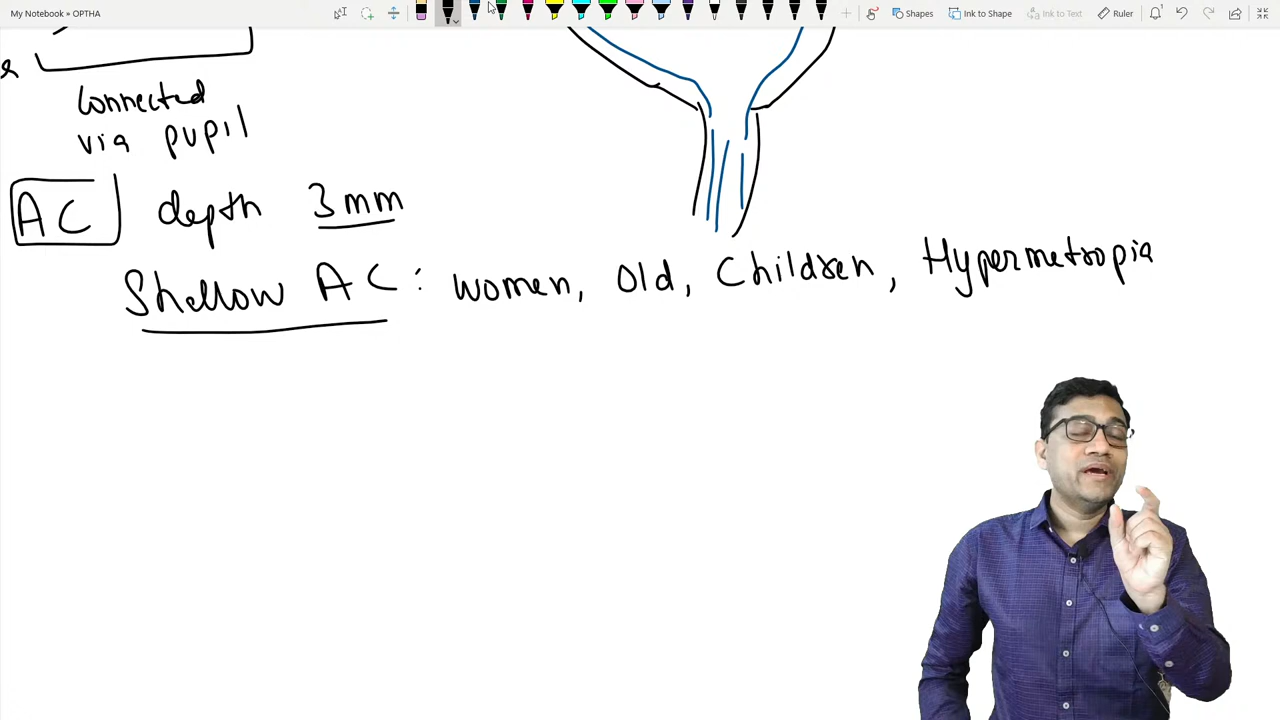 My Notebook » OPTHA
Shapes
Ink to Shape
Ink to Text
Ruler
Connected
via pupil
AC depth 3mm
Shallow AC : women, Old, Children, Hypermetropia